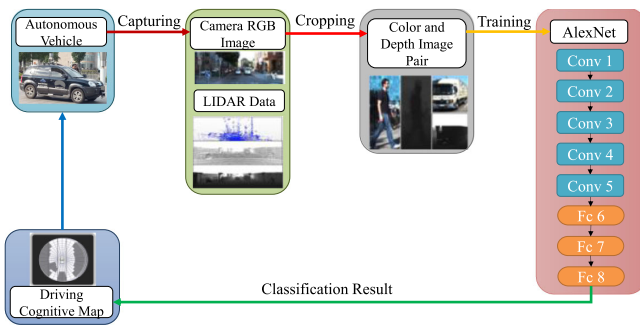 Autonomous
Vehicle
Capturing
Camera RGB
Image
LIDAR Data
Cropping
Color and
Depth Image
Pair
Training
AlexNet
Conv 1
Conv 2
Conv 3
Conv 4
Conv 5
Fc 6
Fc 7
Fc 8
Classification Result
Driving
Cognitive Map